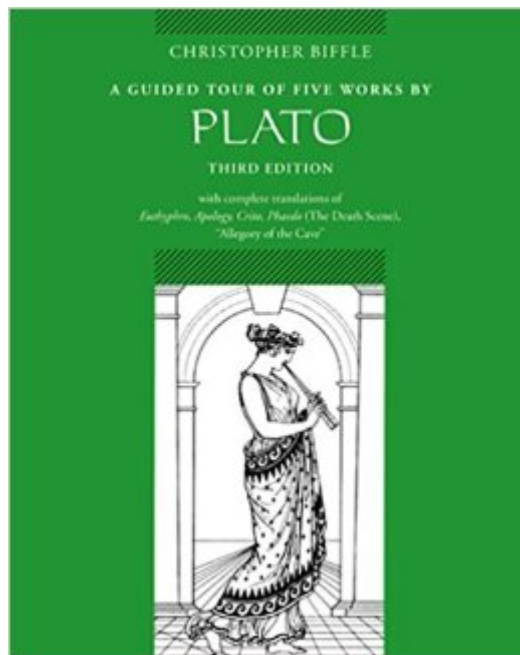 CHRISTOPHER BIFFLE
A GUIDED TOUR OF FIVE WORKS BY
PLATO
THIRD EDITION
with complete translations of
Euthyphro, Apology, Crito, Phaedo (The Death Scene),
"Allegory of the Cave"